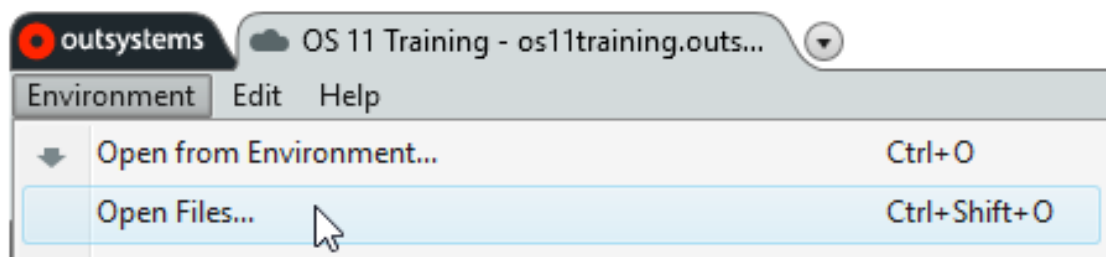 outsystems OS 11 Training - os11training.outs...
Environment Edit Help
Open from Environment... Ctrl+O
Open Files... Ctrl+Shift+O